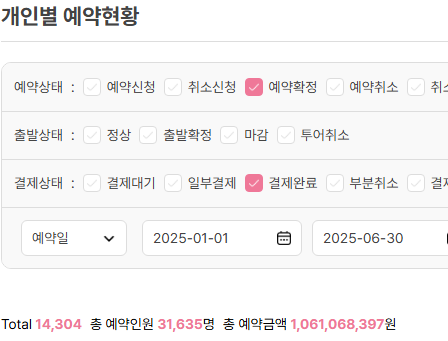 개인별 예약현황
예약상태 : 예약신청 취소신청 예약확정 예약취소
출발상태 : 정상 출발확정 마감 투어취소
결제상태 : 결제대기 일부결제 결제완료 부분취소
예약일 2025-01-01 2025-06-30
Total 14,304 총 예약인원 31,635명 총 예약금액 1,061,068,397원